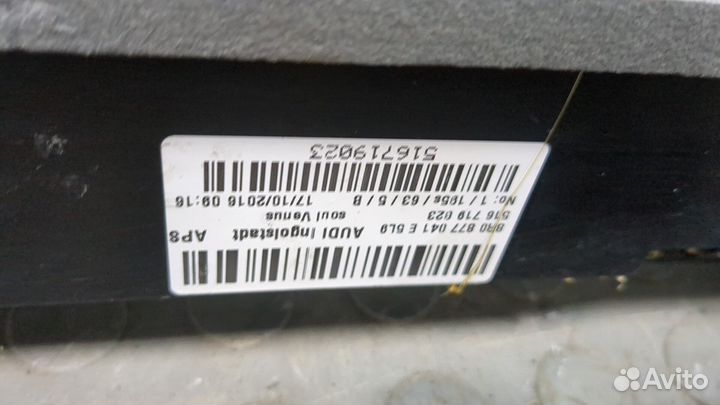 8R0 877 041 E 5L9 AUDI Ingolstadt AP8
516 719 023 soul Venus
No: 1 / 195s / 63 / 5 / B 17/10/2016 09:16
516719023
Avito